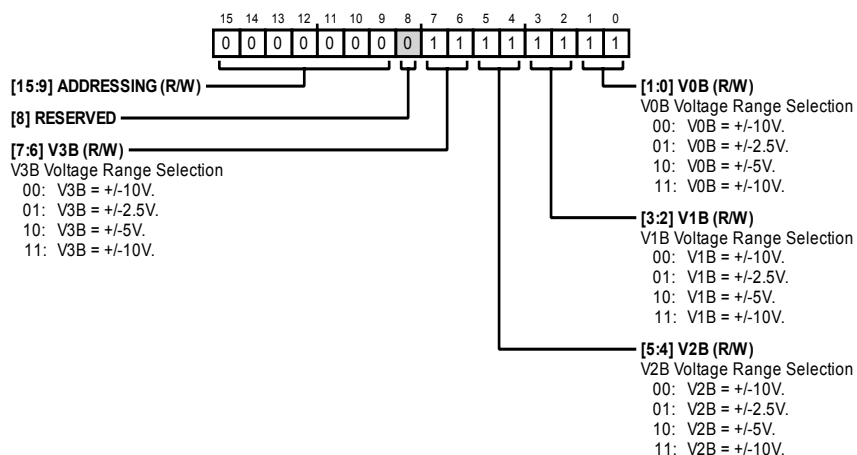 15 14 13 12 11 10 9 8 7 6 5 4 3 2 1 0
0 0 0 0 0 0 0 0 1 1 1 1 1 1 1 1
[15:9] ADDRESSING (R/W)
[8] RESERVED
[7:6] V3B (R/W)
V3B Voltage Range Selection
00: V3B = +/-10V.
01: V3B = +/-2.5V.
10: V3B = +/-5V.
11: V3B = +/-10V.
[1:0] V0B (R/W)
V0B Voltage Range Selection
00: V0B = +/-10V.
01: V0B = +/-2.5V.
10: V0B = +/-5V.
11: V0B = +/-10V.
[3:2] V1B (R/W)
V1B Voltage Range Selection
00: V1B = +/-10V.
01: V1B = +/-2.5V.
10: V1B = +/-5V.
11: V1B = +/-10V.
[5:4] V2B (R/W)
V2B Voltage Range Selection
00: V2B = +/-10V.
01: V2B = +/-2.5V.
10: V2B = +/-5V.
11: V2B = +/-10V.